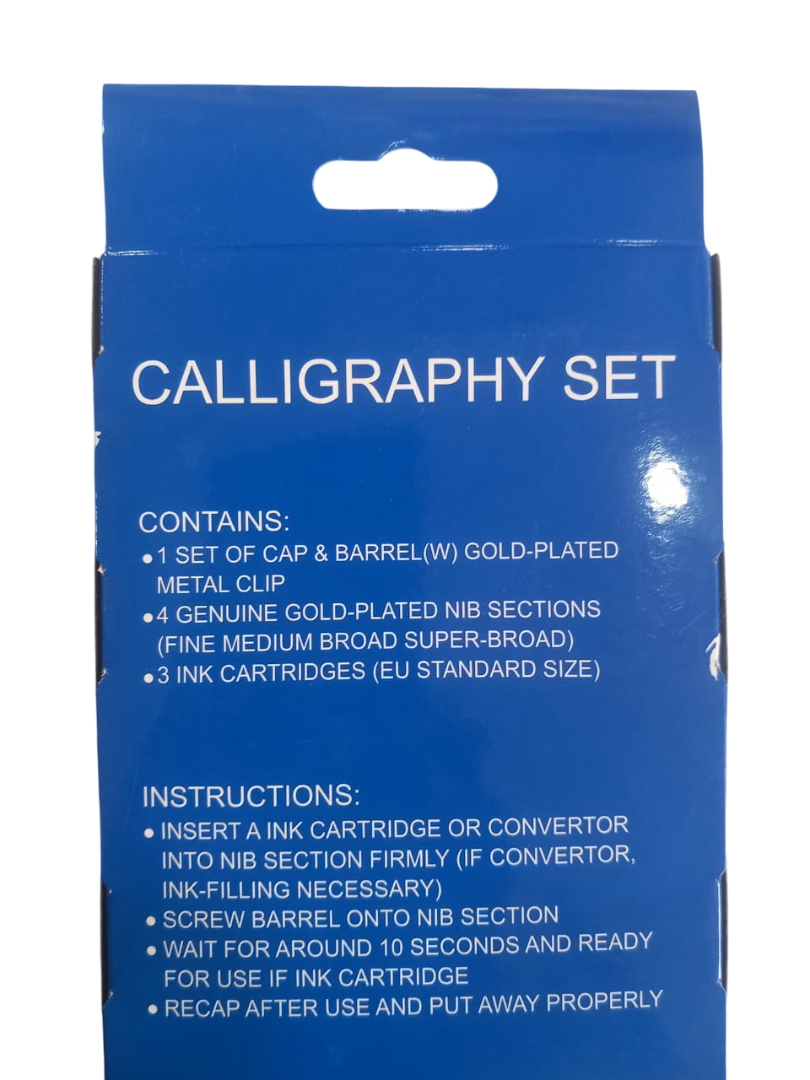 CALLIGRAPHY SET
CONTAINS:
•1 SET OF CAP & BARREL(W) GOLD-PLATED
METAL CLIP
•4 GENUINE GOLD-PLATED NIB SECTIONS
(FINE MEDIUM BROAD SUPER-BROAD)
•3 INK CARTRIDGES (EU STANDARD SIZE)
INSTRUCTIONS:
• INSERT A INK CARTRIDGE OR CONVERTOR
INTO NIB SECTION FIRMLY (IF CONVERTOR,
INK-FILLING NECESSARY)
• SCREW BARREL ONTO NIB SECTION
• WAIT FOR AROUND 10 SECONDS AND READY
FOR USE IF INK CARTRIDGE
• RECAP AFTER USE AND PUT AWAY PROPERLY